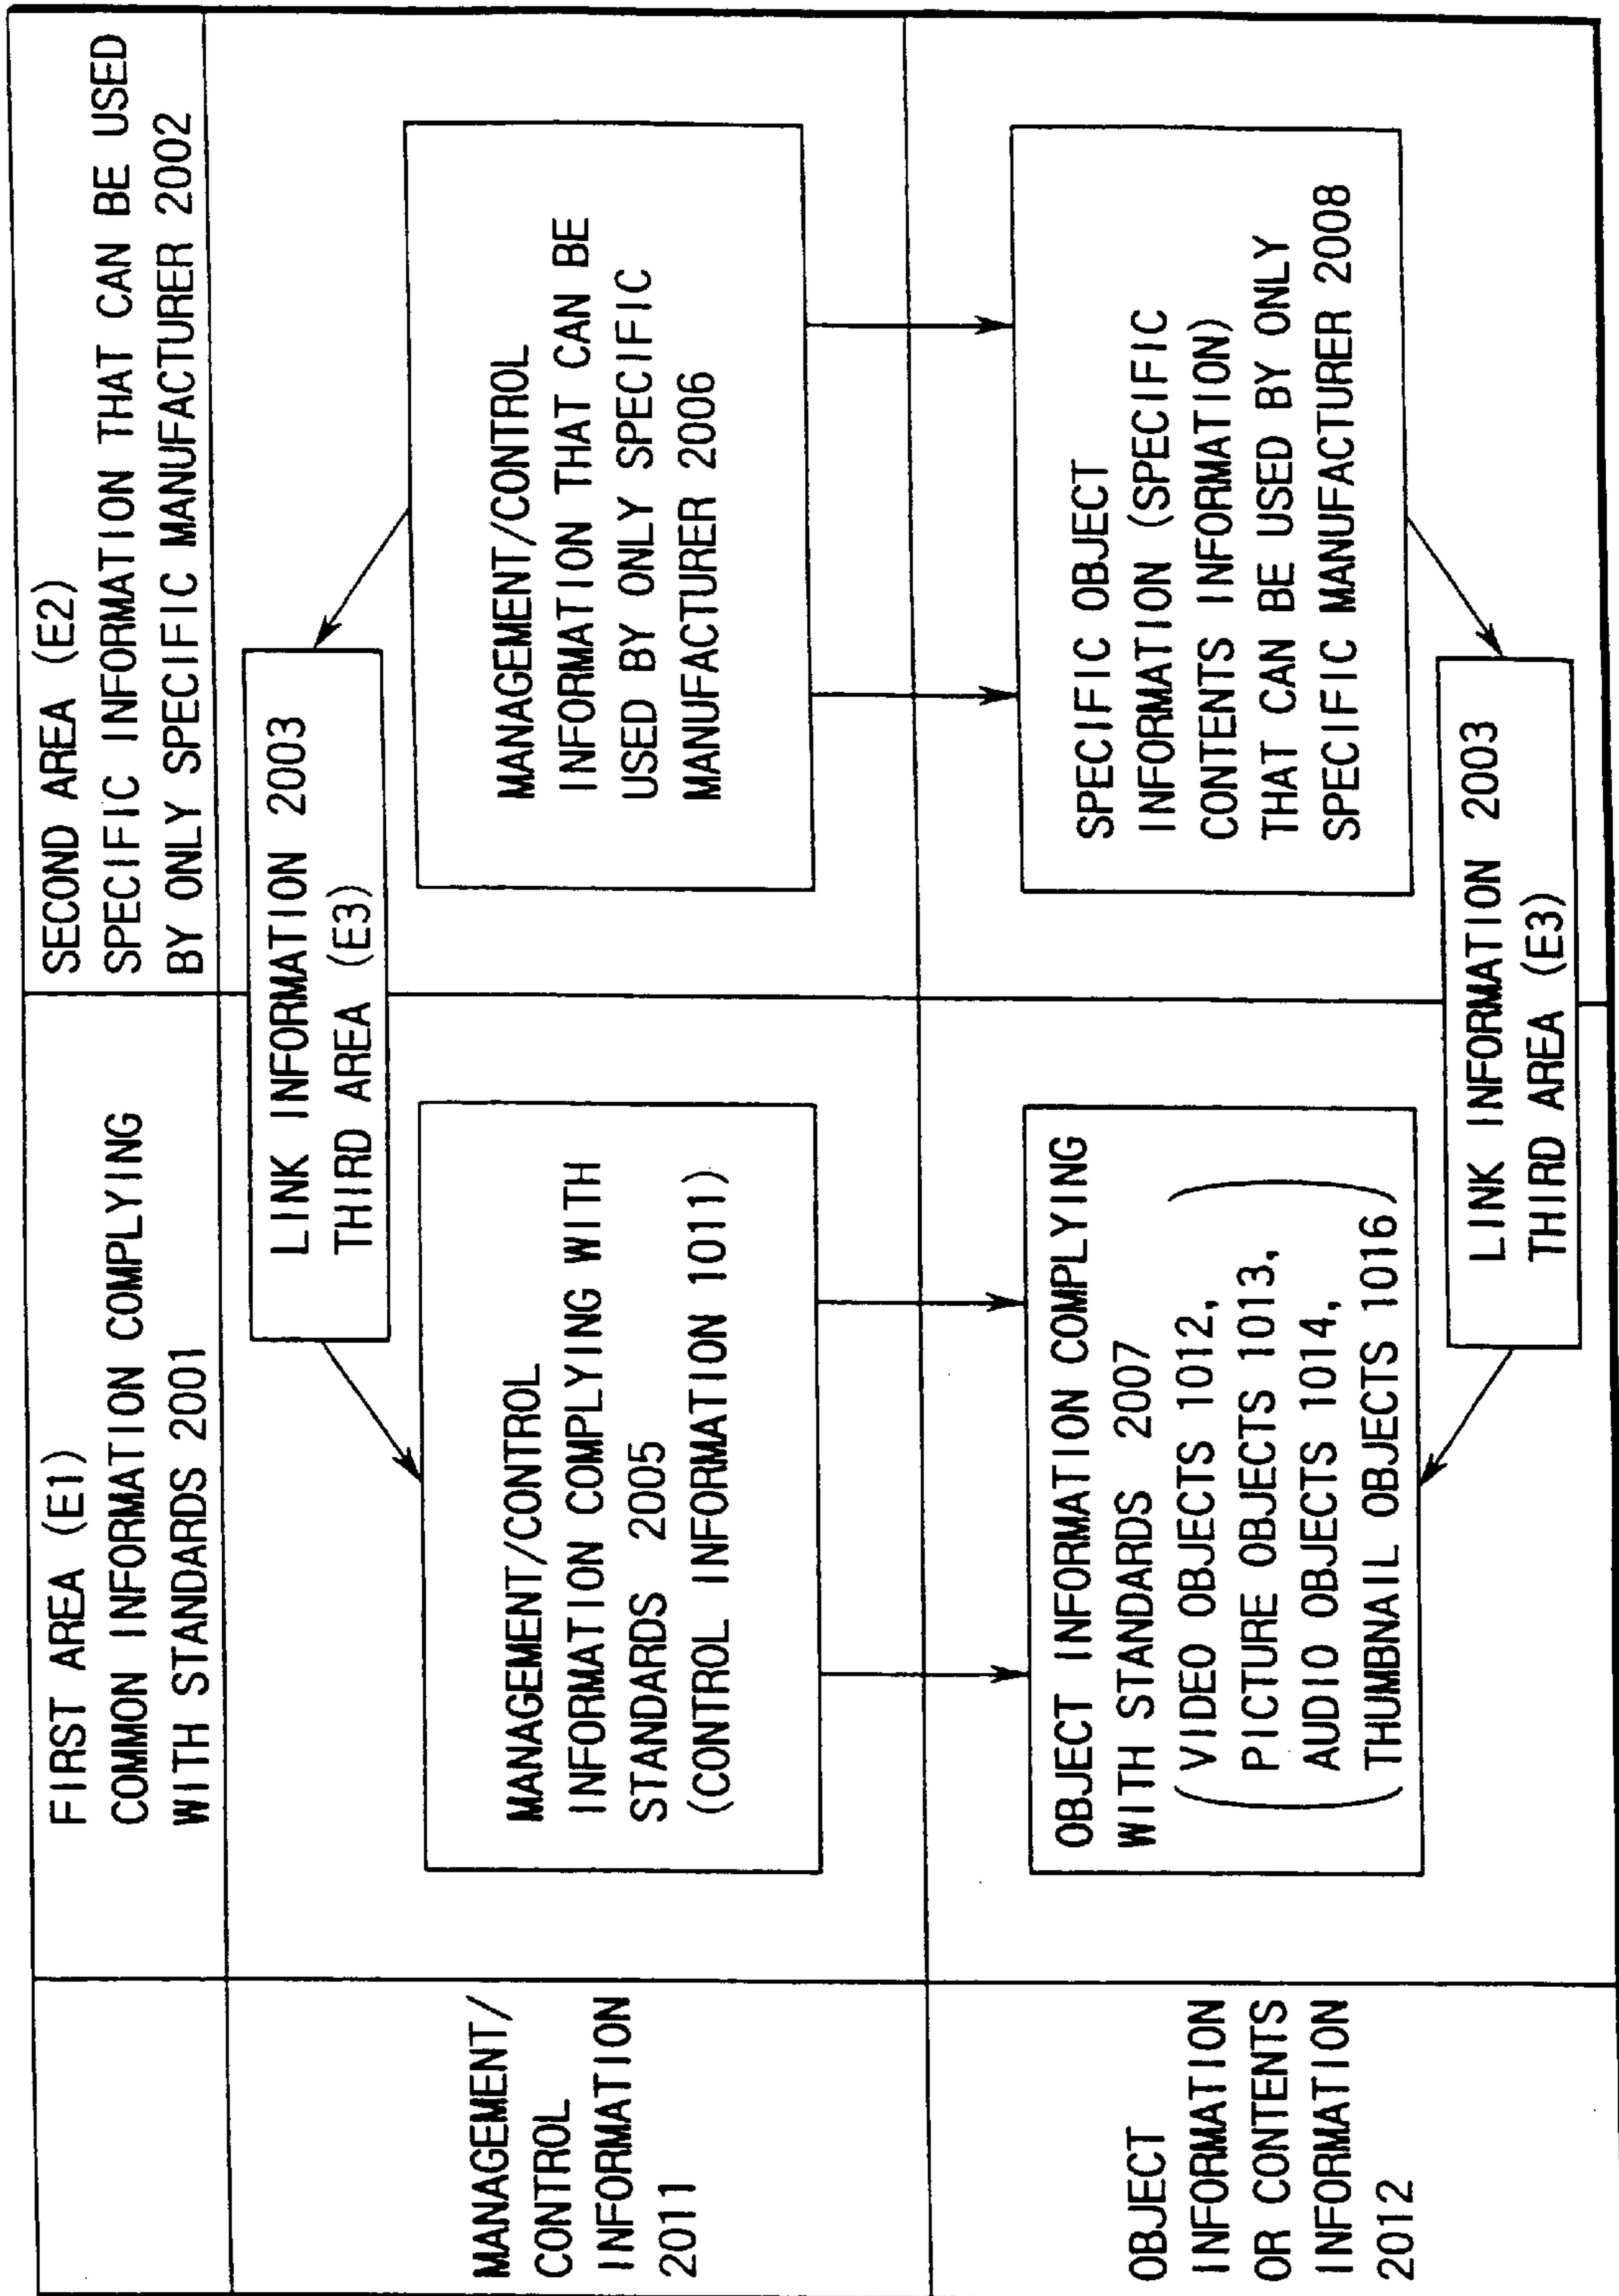 FIRST AREA (E1)
COMMON INFORMATION COMPLYING
WITH STANDARDS 2001
SECOND AREA (E2)
SPECIFIC INFORMATION THAT CAN BE USED
BY ONLY SPECIFIC MANUFACTURER 2002
MANAGEMENT/
CONTROL
INFORMATION
2011
LINK INFORMATION 2003
THIRD AREA (E3)
MANAGEMENT/CONTROL
INFORMATION COMPLYING WITH
STANDARDS 2005
(CONTROL INFORMATION 1011)
MANAGEMENT/CONTROL
INFORMATION THAT CAN BE
USED BY ONLY SPECIFIC
MANUFACTURER 2006
OBJECT
INFORMATION
OR CONTENTS
INFORMATION
2012
OBJECT INFORMATION COMPLYING
WITH STANDARDS 2007
(VIDEO OBJECTS 1012,
PICTURE OBJECTS 1013,
AUDIO OBJECTS 1014,
THUMBNAIL OBJECTS 1016)
SPECIFIC OBJECT
INFORMATION (SPECIFIC
CONTENTS INFORMATION)
THAT CAN BE USED BY ONLY
SPECIFIC MANUFACTURER 2008
LINK INFORMATION 2003
THIRD AREA (E3)